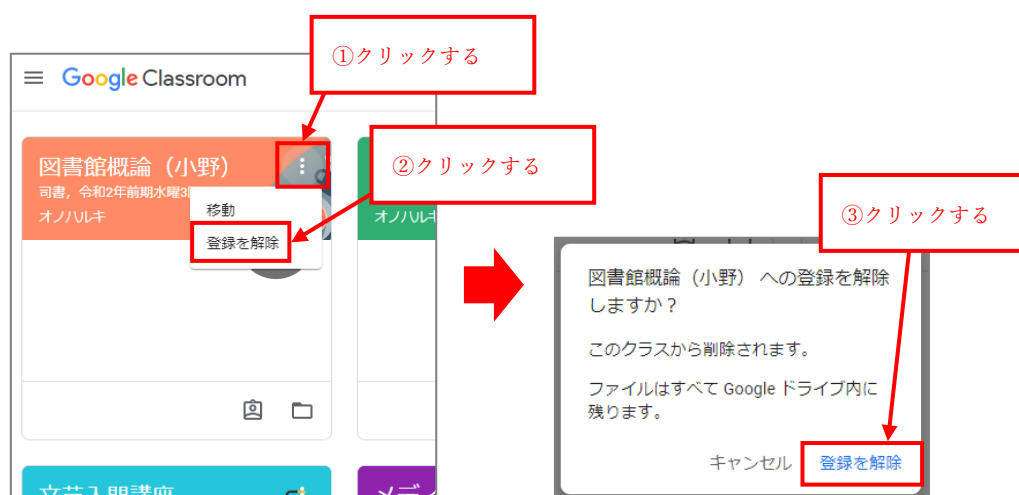 ①クリックする
Google Classroom
図書館概論（小野）
司書, 令和2年前期水曜3
オノハルキ
②クリックする
移動
登録を解除
オノハルキ
③クリックする
図書館概論（小野） への登録を解除
しますか？
このクラスから削除されます。
ファイルはすべて Google ドライブ内に
残ります。
キャンセル 登録を解除
文芸入門講座
メディ